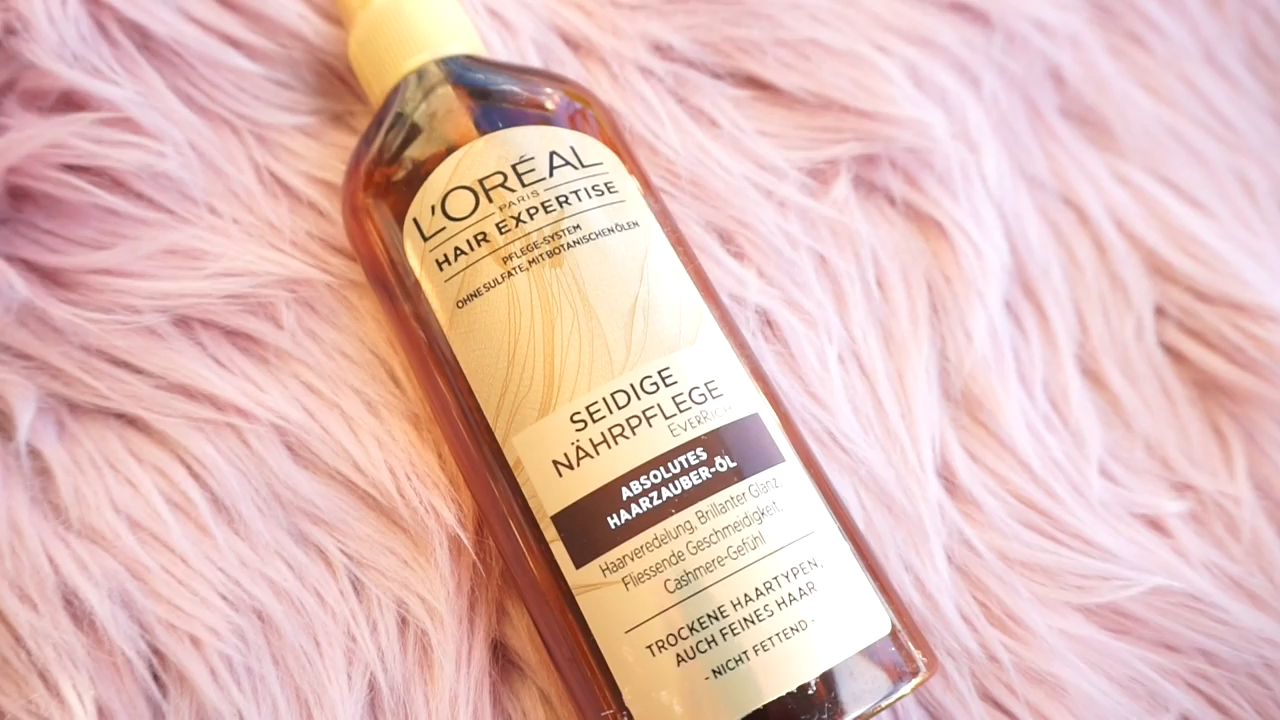 L'ORÉAL
PARIS
HAIR EXPERTISE
PFLEGE-SYSTEM
OHNE SULFATE, MIT BOTANISCHEN ÖLEN
SEIDIGE
NÄHRPFLEGE
EVERRICH
ABSOLUTES
HAARZAUBER-ÖL
Haarveredelung, Brillanter Glanz,
Fliessende Geschmeidigkeit,
Cashmere-Gefühl
TROCKENE HAARTYPEN,
AUCH FEINES HAAR
- NICHT FETTEND -